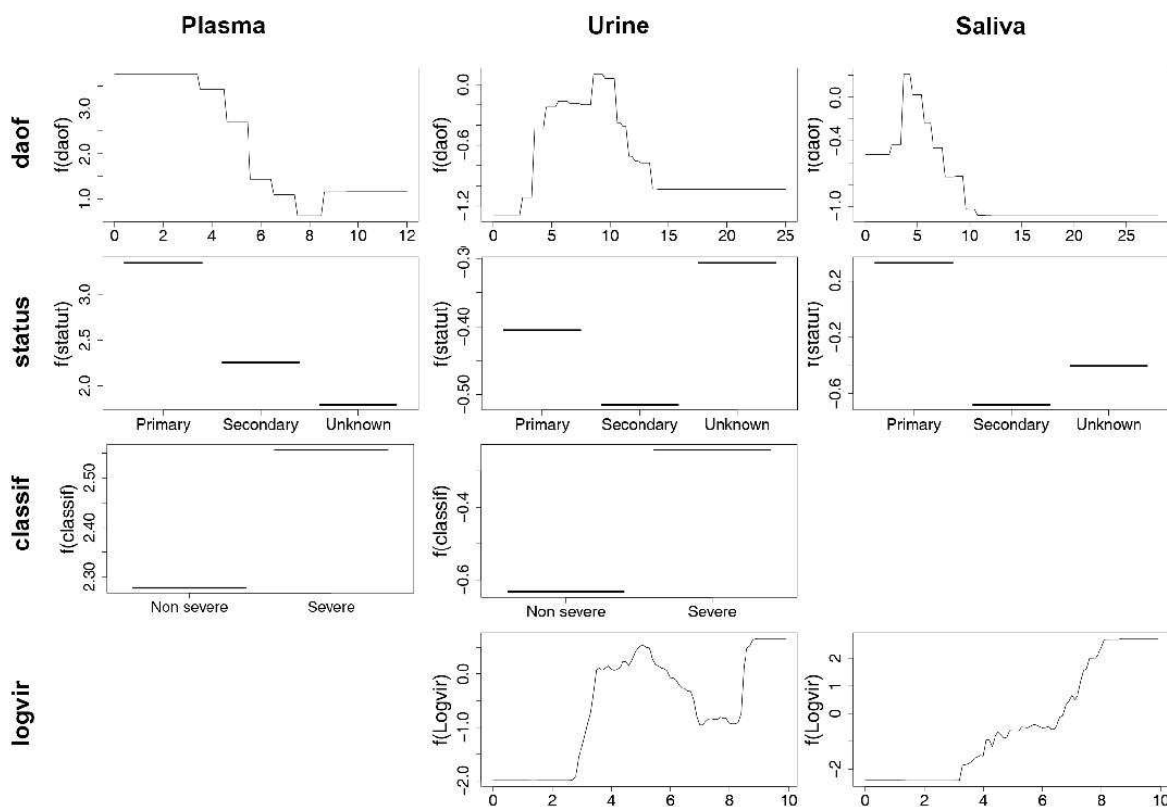 Plasma
Urine
Saliva
daof
f(daof)
1.0 2.0 3.0
0 2 4 6 8 10 12
f(daof)
−1.2 −0.6 0.0
0 5 10 15 20 25
f(daof)
−1.0 −0.4 0.0
0 5 10 15 20 25
status
f(statut)
2.0 2.5 3.0
Primary Secondary Unknown
f(statut)
−0.50 −0.40 −0.30
Primary Secondary Unknown
f(statut)
−0.6 −0.2 0.2
Primary Secondary Unknown
classif
f(classif)
2.30 2.40 2.50
Non severe Severe
f(classif)
−0.6 −0.4
Non severe Severe
logvir
f(Logvir)
−2.0 −1.0 0.0
0 2 4 6 8 10
f(Logvir)
−2 0 2
0 2 4 6 8 10